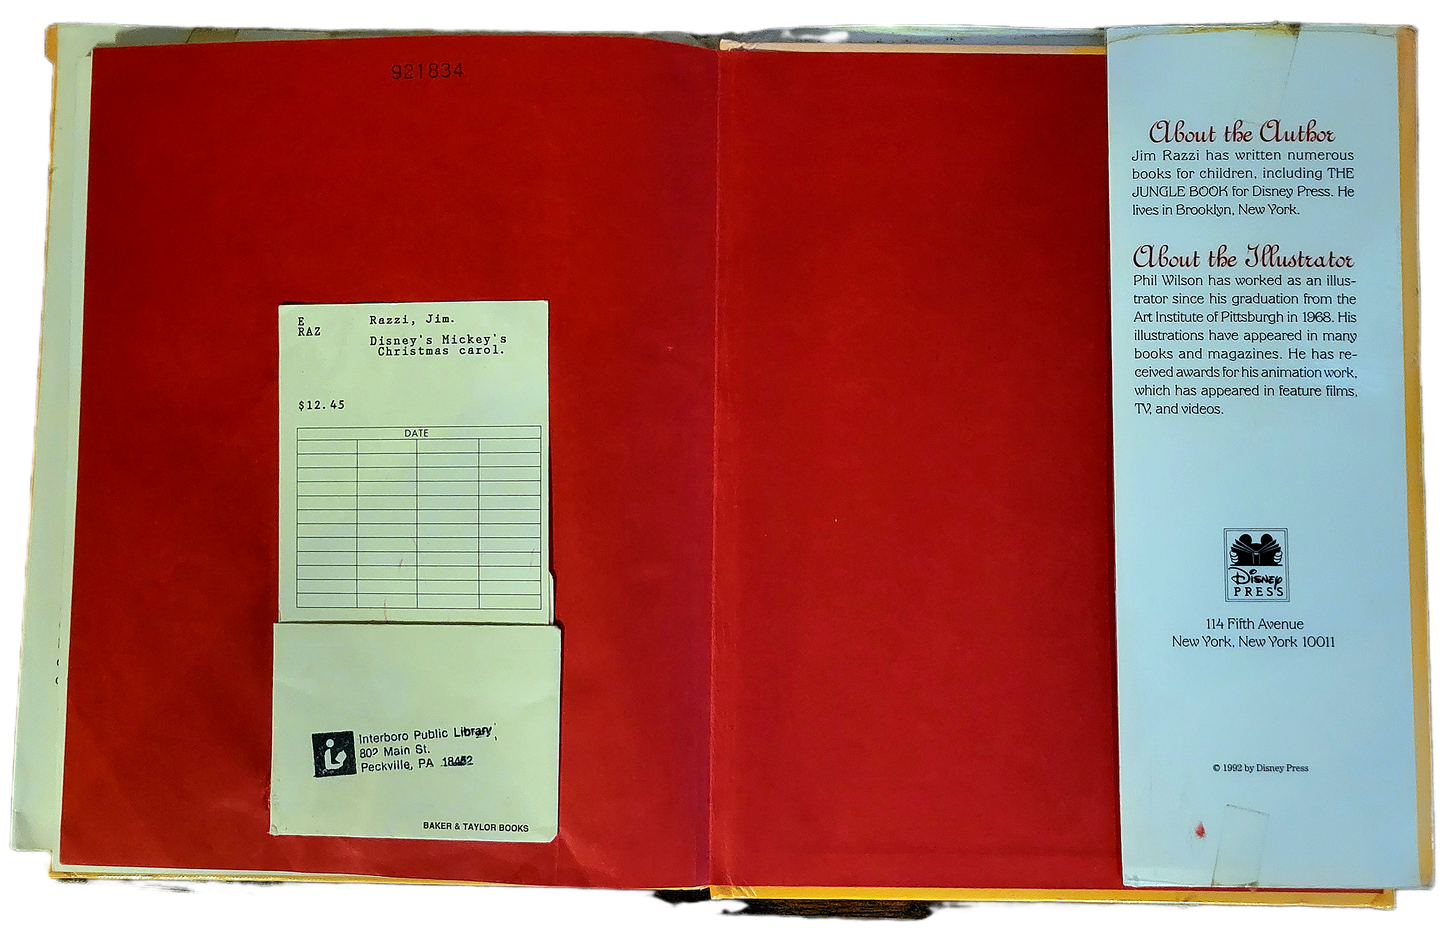 921834
E
RAZ
Razzi, Jim.
Disney's Mickey's
Christmas carol.
$12.45
DATE
Interboro Public Library
802 Main St.
Peckville, PA 18452
BAKER & TAYLOR BOOKS
About the Author
Jim Razzi has written numerous
books for children, including THE
JUNGLE BOOK for Disney Press. He
lives in Brooklyn, New York.
About the Illustrator
Phil Wilson has worked as an illus-
trator since his graduation from the
Art Institute of Pittsburgh in 1968. His
illustrations have appeared in many
books and magazines. He has re-
ceived awards for his animation work,
which has appeared in feature films,
TV, and videos.
Disney
PRESS
114 Fifth Avenue
New York, New York 10011
© 1992 by Disney Press